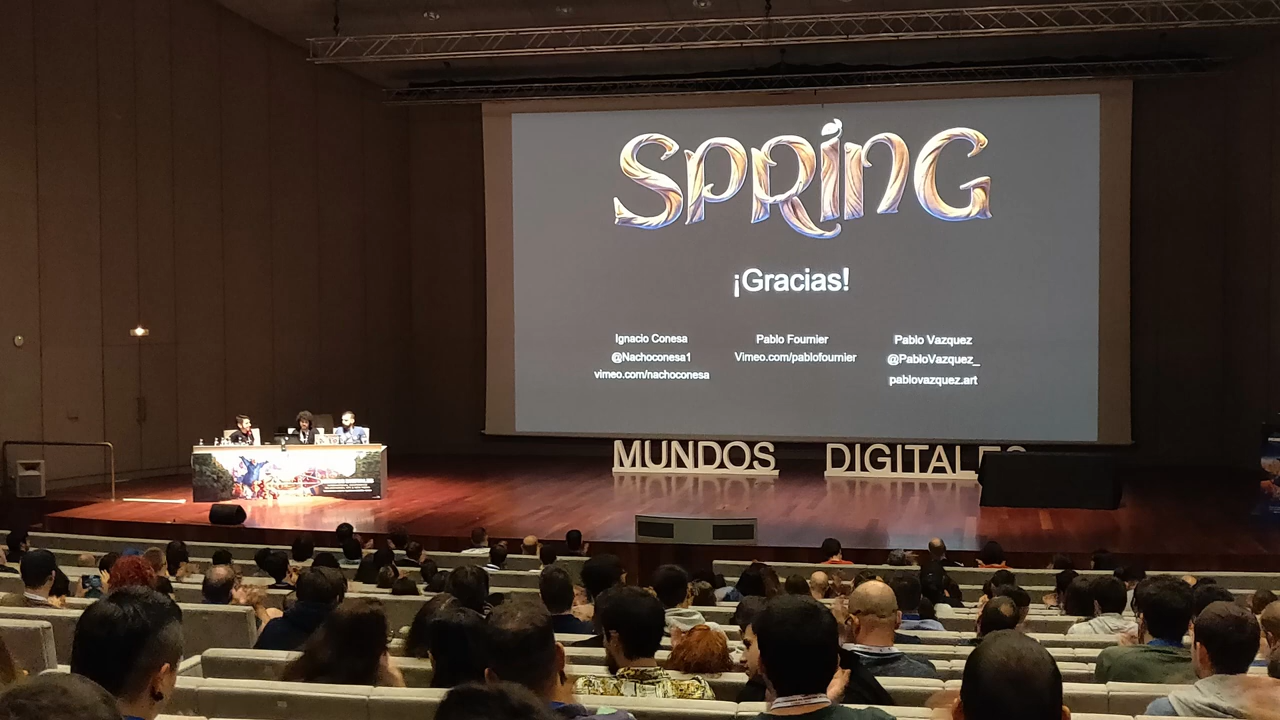 SPRING
¡Gracias!
Ignacio Conesa
@Nachoconesa1
vimeo.com/nachoconesa
Pablo Fournier
Vimeo.com/pablofournier
Pablo Vazquez
@PabloVazquez_
pablovazquez.art
MUNDOS DIGITALES